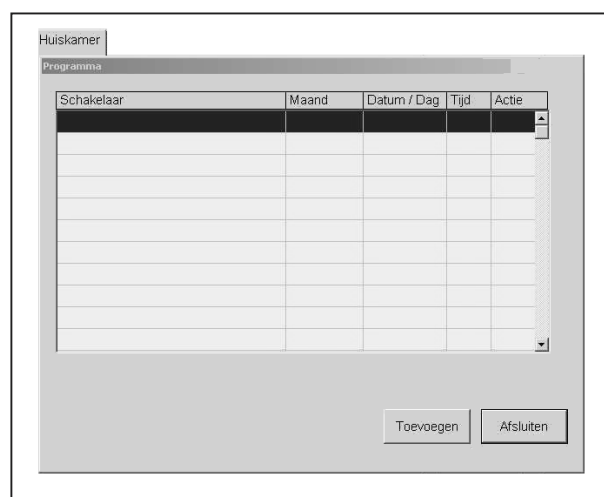 Huiskamer
Programma
Schakelaar Maand Datum / Dag Tijd Actie
Toevoegen Afsluiten